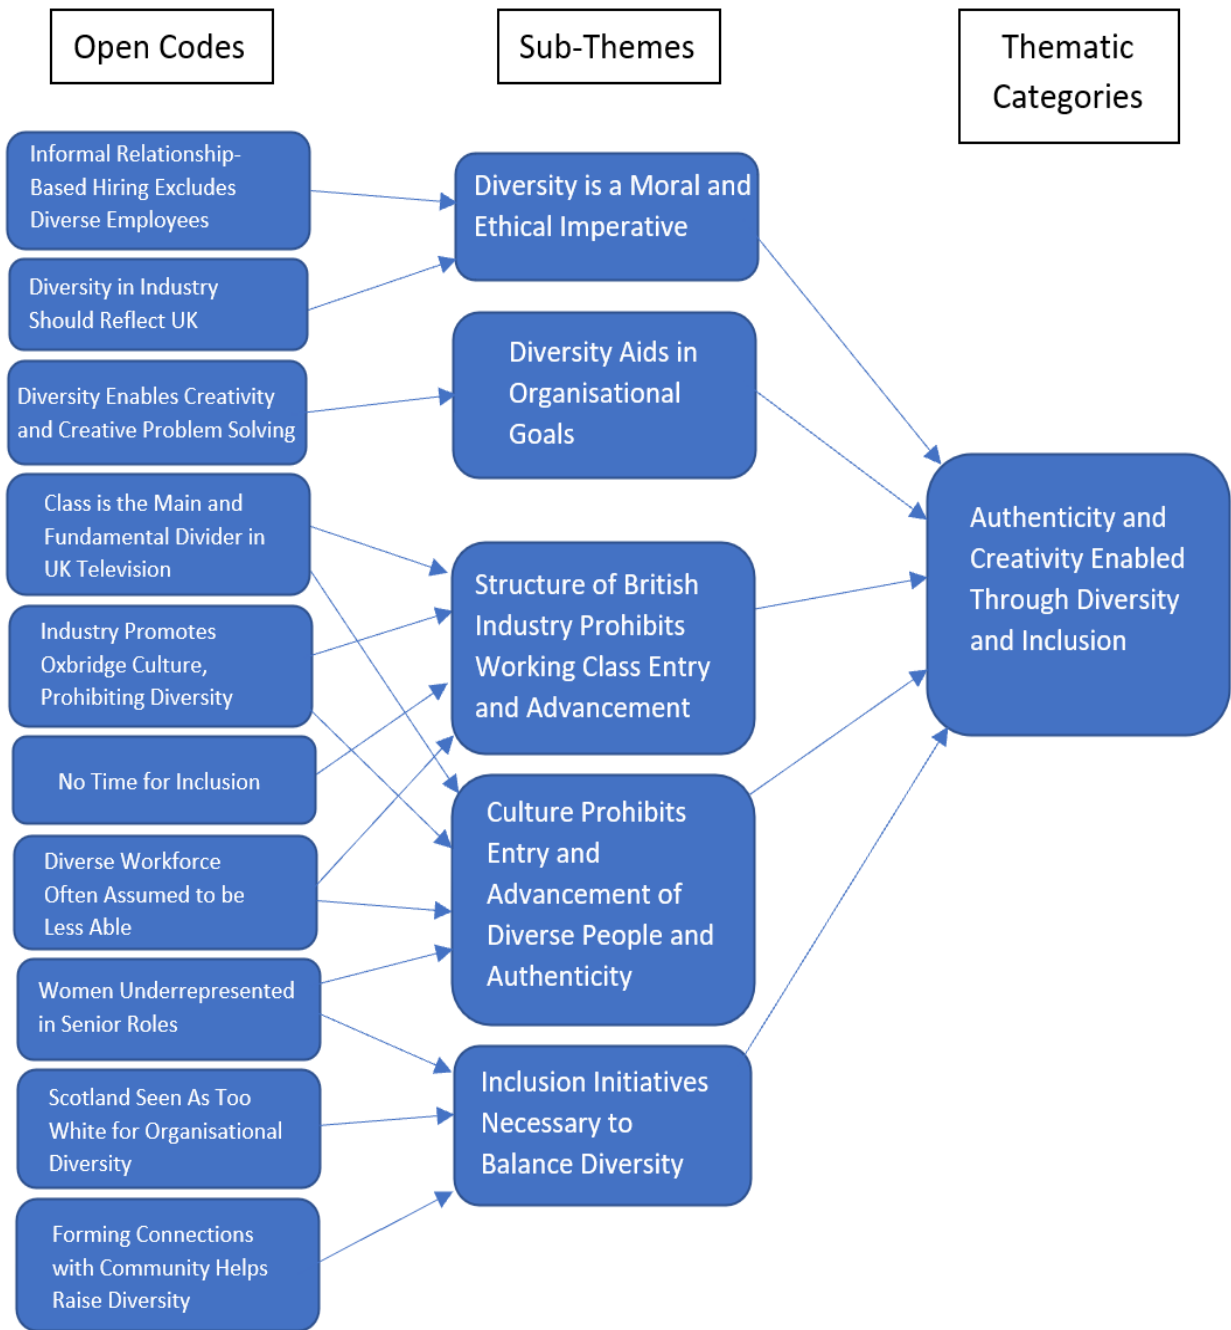 Open Codes
Sub-Themes
Thematic
Categories
Informal Relationship-
Based Hiring Excludes
Diverse Employees
Diversity in Industry
Should Reflect UK
Diversity Enables Creativity
and Creative Problem Solving
Class is the Main and
Fundamental Divider in
UK Television
Industry Promotes
Oxbridge Culture,
Prohibiting Diversity
No Time for Inclusion
Diverse Workforce
Often Assumed to be
Less Able
Women Underrepresented
in Senior Roles
Scotland Seen As Too
White for Organisational
Diversity
Forming Connections
with Community Helps
Raise Diversity
Diversity is a Moral and
Ethical Imperative
Diversity Aids in
Organisational
Goals
Structure of British
Industry Prohibits
Working Class Entry
and Advancement
Culture Prohibits
Entry and
Advancement of
Diverse People and
Authenticity
Inclusion Initiatives
Necessary to
Balance Diversity
Authenticity and
Creativity Enabled
Through Diversity
and Inclusion